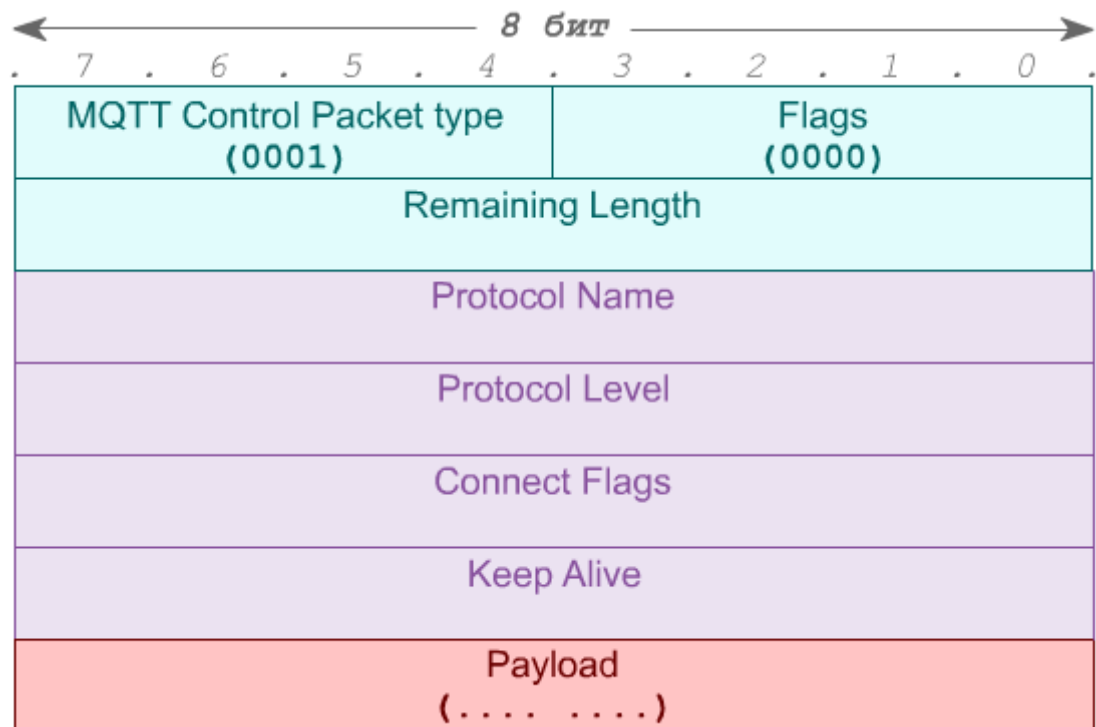 8 бит
. 7 . 6 . 5 . 4 . 3 . 2 . 1 . 0 .
MQTT Control Packet type
(0001)
Flags
(0000)
Remaining Length
Protocol Name
Protocol Level
Connect Flags
Keep Alive
Payload
(.... ....)